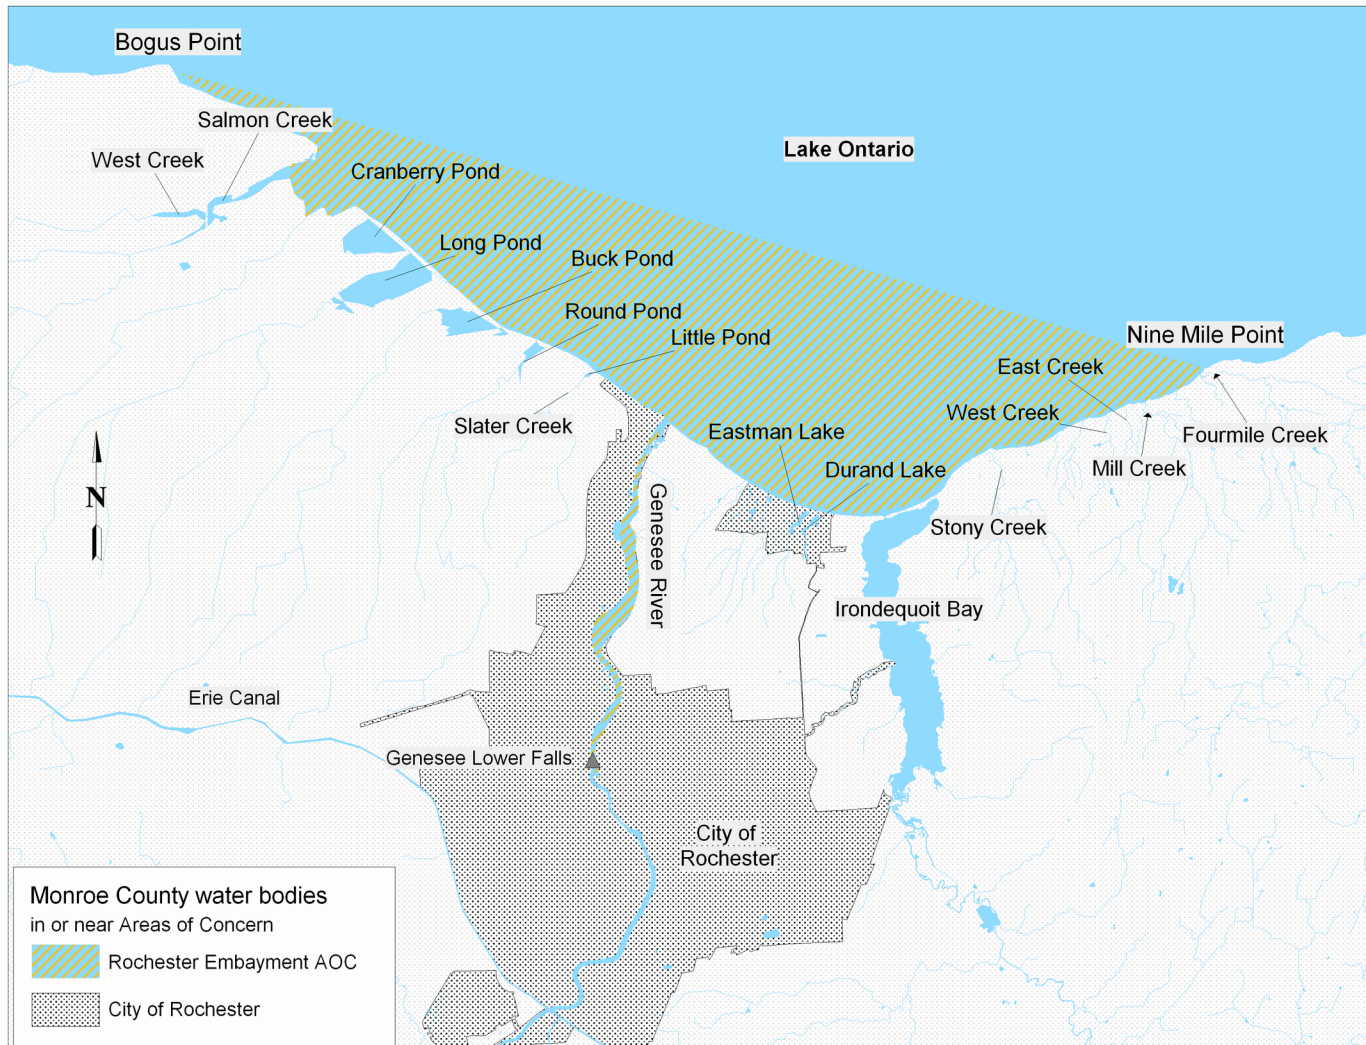 Bogus Point
Salmon Creek
Lake Ontario
West Creek
Cranberry Pond
Long Pond
Buck Pond
Round Pond
Nine Mile Point
Little Pond
East Creek
West Creek
Slater Creek
Eastman Lake
Fourmile Creek
Durand Lake
Mill Creek
N
Genesee River
Stony Creek
Irondequoit Bay
Erie Canal
Genesee Lower Falls
City of
Rochester
Monroe County water bodies
in or near Areas of Concern
Rochester Embayment AOC
City of Rochester